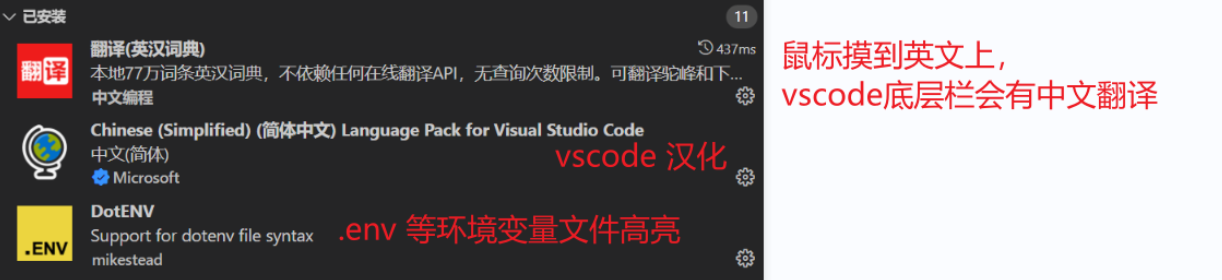 已安装
11
翻译(英汉词典)
437ms
翻译
本地77万词条英汉词典，不依赖任何在线翻译API，无查询次数限制。可翻译驼峰和下...
中文编程
鼠标摸到英文上，
vscode底层栏会有中文翻译
Chinese (Simplified) (简体中文) Language Pack for Visual Studio Code
中文(简体)
vscode 汉化
Microsoft
DotENV
.ENV
Support for dotenv file syntax
.env 等环境变量文件高亮
mikestead